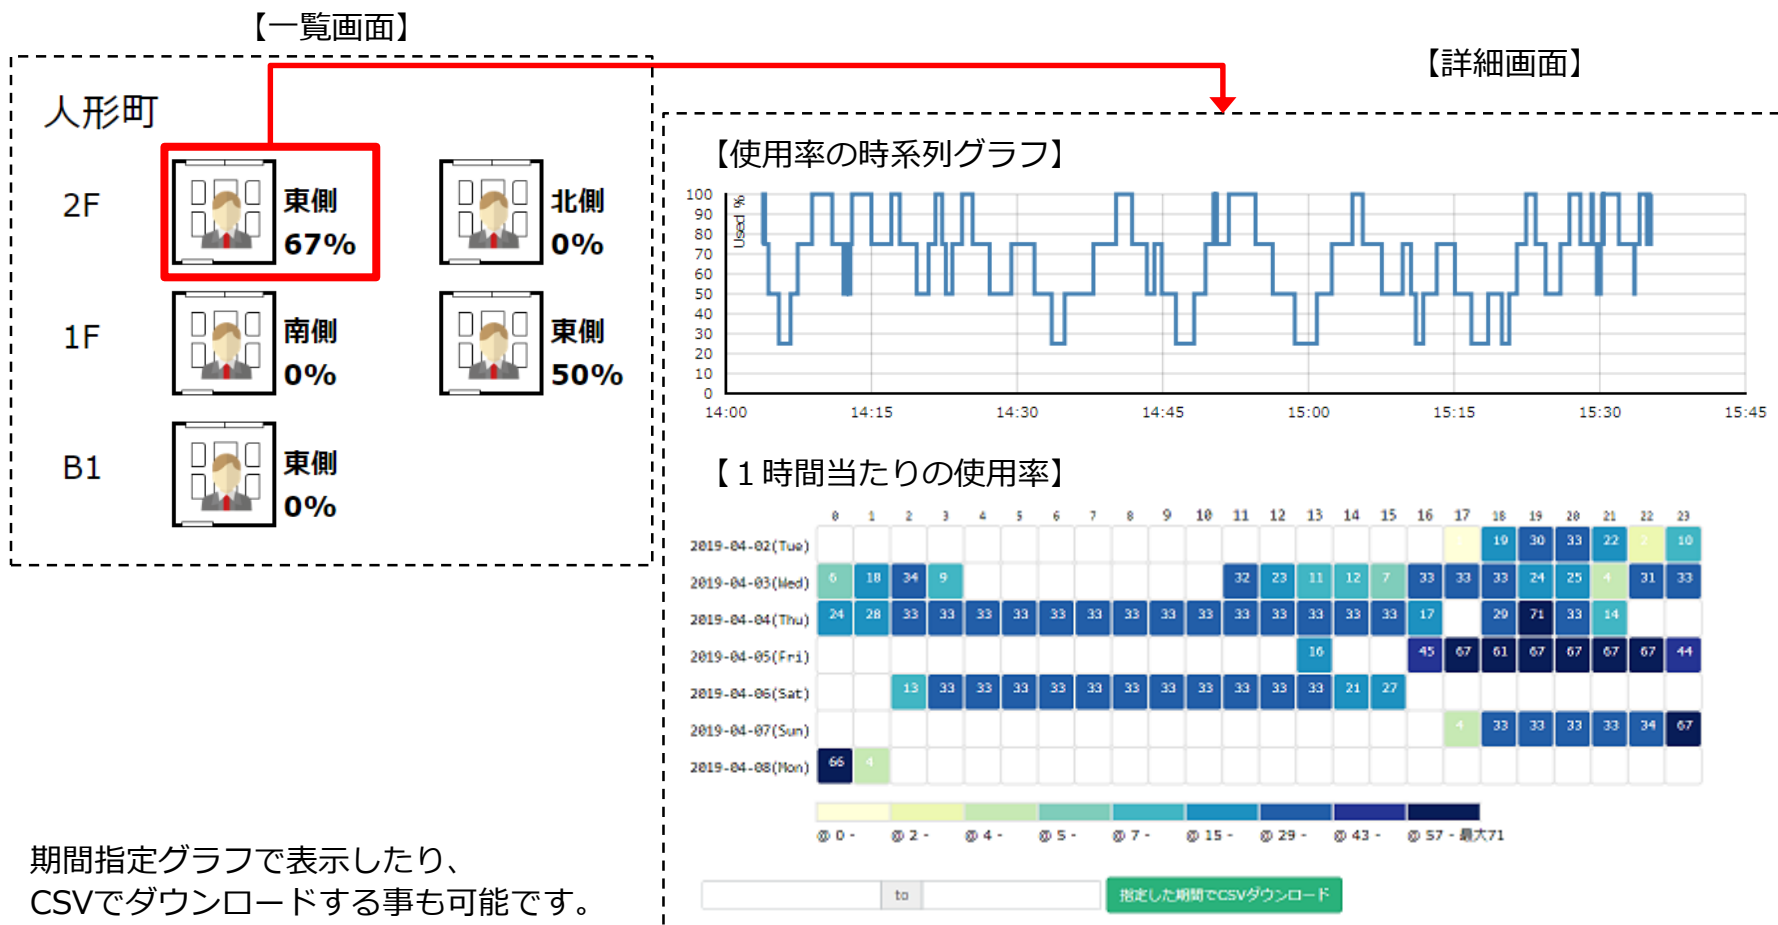 【一覧画面】
【詳細画面】
人形町
2F
東側
67%
北側
0%
1F
南側
0%
東側
50%
B1
東側
0%
期間指定グラフで表示したり、
CSVでダウンロードする事も可能です。
【使用率の時系列グラフ】
Used %
100
90
80
70
60
50
40
30
20
10
0
14:00 14:15 14:30 14:45 15:00 15:15 15:30 15:45
【１時間当たりの使用率】
0 1 2 3 4 5 6 7 8 9 10 11 12 13 14 15 16 17 18 19 20 21 22 23
2019-04-02(Tue) 19 30 33 22 2 10
2019-04-03(Wed) 6 18 34 9 32 23 11 12 7 33 33 33 24 25 4 31 33
2019-04-04(Thu) 24 28 33 33 33 33 33 33 33 33 33 33 33 33 33 33 17 29 71 33 14
2019-04-05(Fri) 16 45 67 61 67 67 67 67 44
2019-04-06(Sat) 13 33 33 33 33 33 33 33 33 33 33 33 21 27
2019-04-07(Sun) 4 33 33 33 33 34 67
2019-04-08(Mon) 66 4
@ 0 - @ 2 - @ 4 - @ 5 - @ 7 - @ 15 - @ 29 - @ 43 - @ 57 - 最大71
to
指定した期間でCSVダウンロード